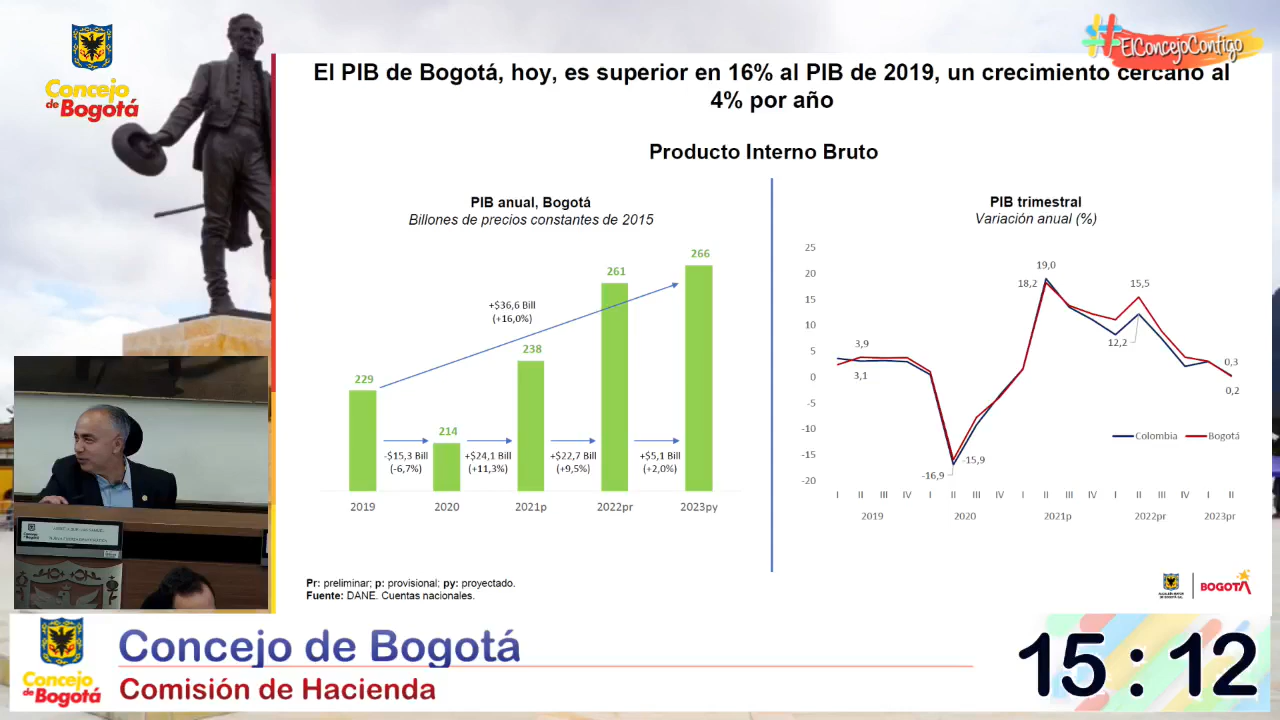 Concejo
de Bogotá
#ElConcejoContigo
El PIB de Bogotá, hoy, es superior en 16% al PIB de 2019, un crecimiento cercano al
4% por año
Producto Interno Bruto
PIB anual, Bogotá
Billones de precios constantes de 2015
266
261
+$36,6 Bill
(+16,0%)
238
229
214
-$15,3 Bill
(-6,7%)
+$24,1 Bill
(+11,3%)
+$22,7 Bill
(+9,5%)
+$5,1 Bill
(+2,0%)
2019 2020 2021p 2022pr 2023py
PIB trimestral
Variación anual (%)
25
20
15
10
5
0
-5
-10
-15
-20
3,9
3,1
-16,9
-15,9
18,2
19,0
12,2
15,5
0,3
0,2
Colombia Bogotá
I II III IV I II III IV I II III IV I II III IV I II
2019 2020 2021p 2022pr 2023pr
Pr: preliminar; p: provisional; py: proyectado.
Fuente: DANE. Cuentas nacionales.
BOGOTÁ
Concejo
de Bogotá
Concejo de Bogotá
Comisión de Hacienda
15:12